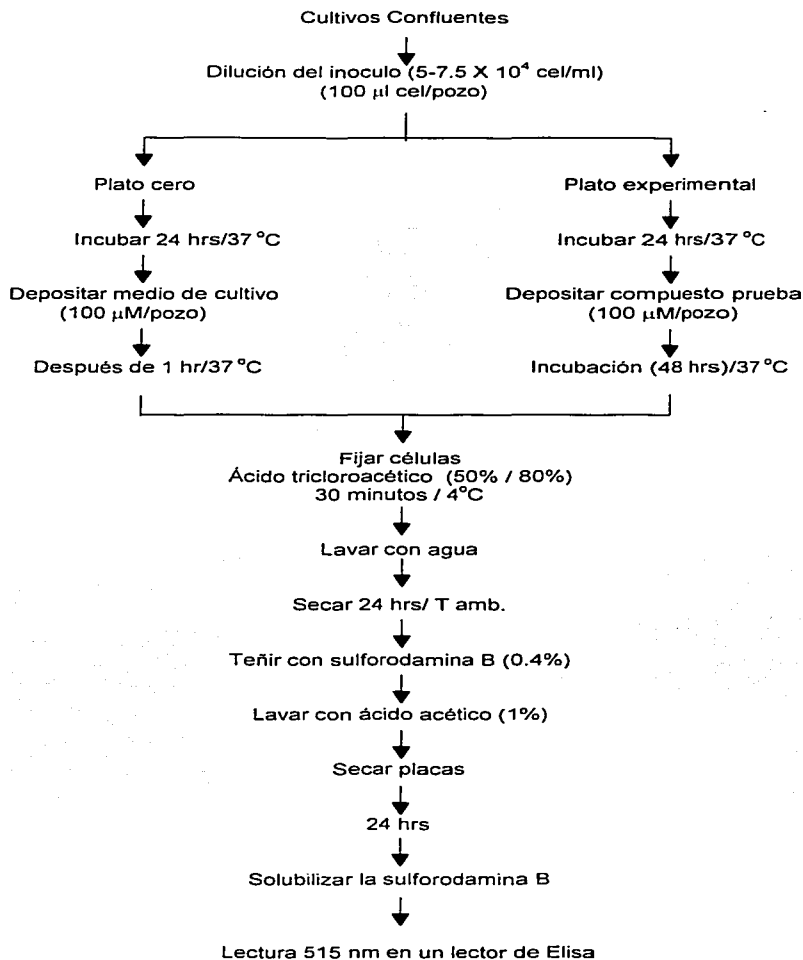 Cultivos Confluentes
Dilución del inoculo (5-7.5 X 10⁴ cel/ml)
(100 µl cel/pozo)
Plato cero
Incubar 24 hrs/37 °C
Depositar medio de cultivo
(100 µM/pozo)
Después de 1 hr/37 °C
Plato experimental
Incubar 24 hrs/37 °C
Depositar compuesto prueba
(100 µM/pozo)
Incubación (48 hrs)/37 °C
Fijar células
Ácido tricloroacético (50% / 80%)
30 minutos / 4°C
Lavar con agua
Secar 24 hrs/ T amb.
Teñir con sulforodamina B (0.4%)
Lavar con ácido acético (1%)
Secar placas
24 hrs
Solubilizar la sulforodamina B
Lectura 515 nm en un lector de Elisa